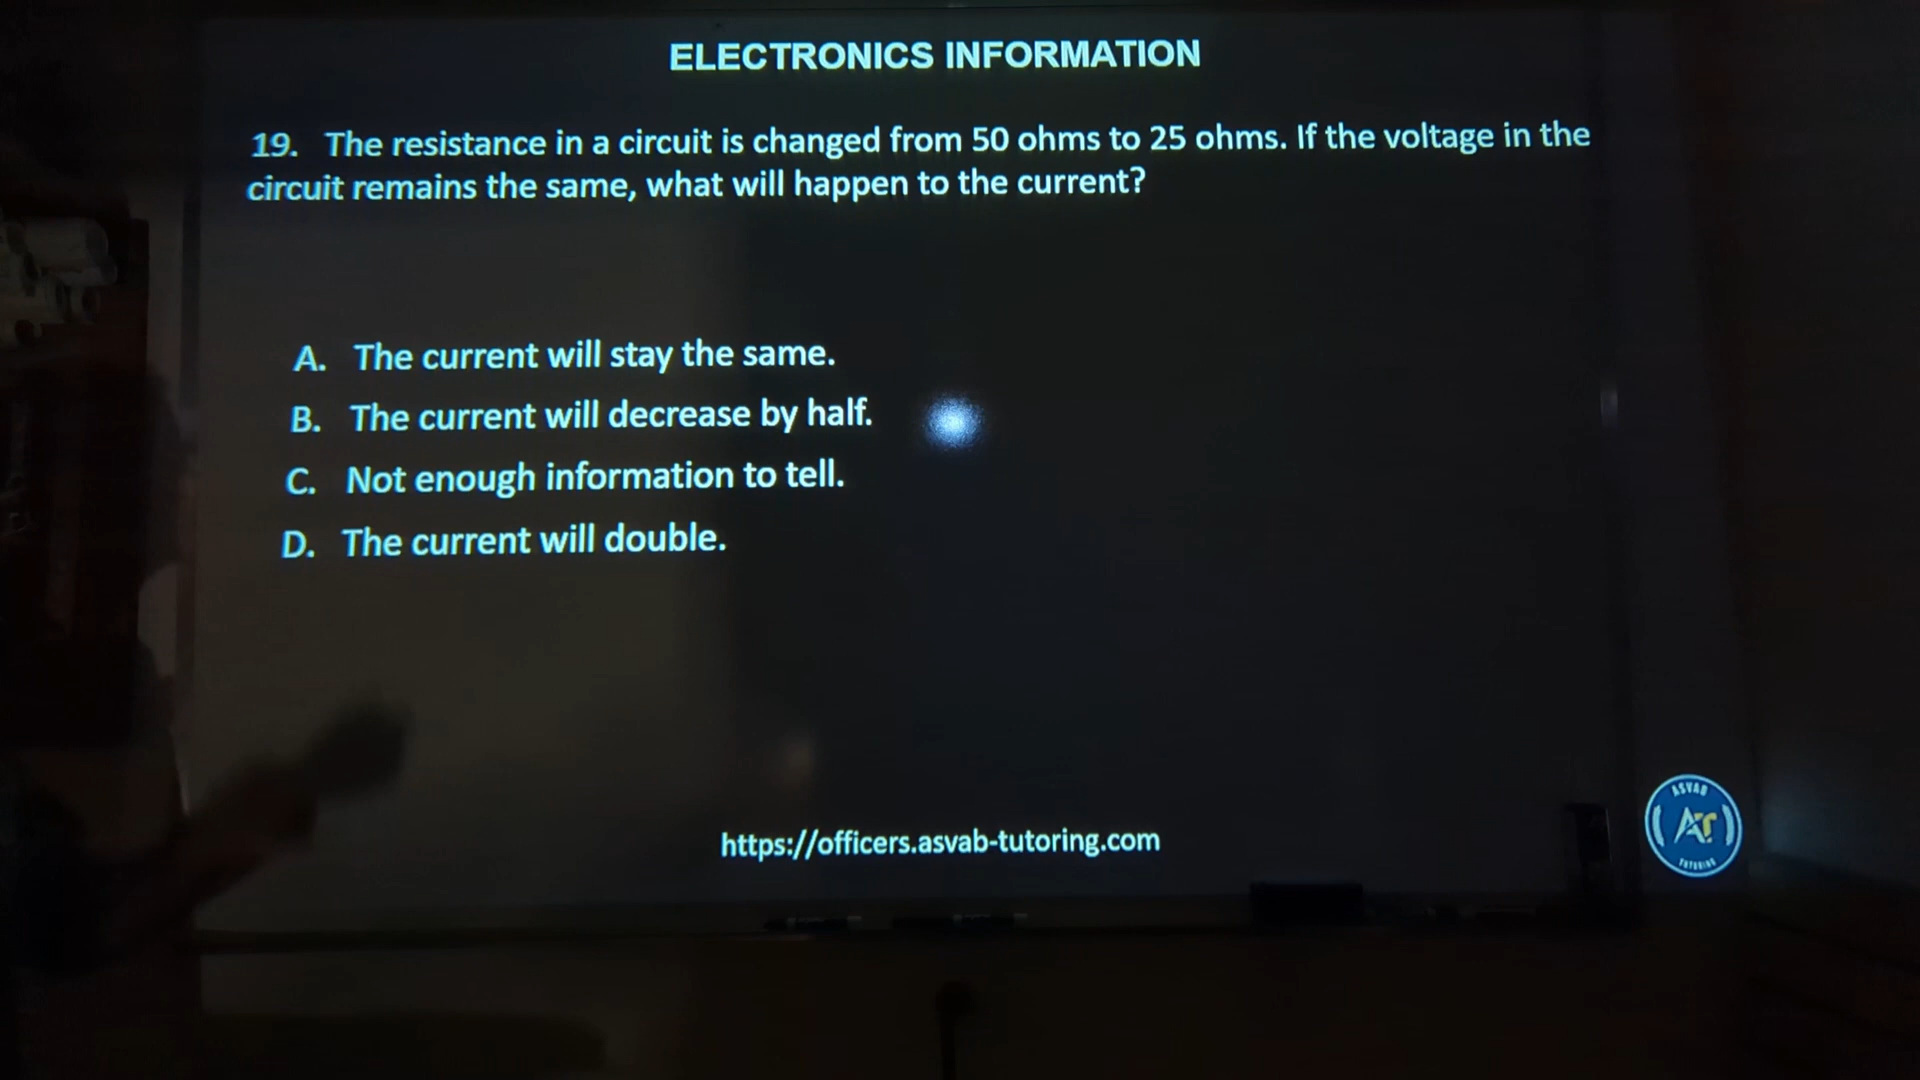 ELECTRONICS INFORMATION
19. The resistance in a circuit is changed from 50 ohms to 25 ohms. If the voltage in the
circuit remains the same, what will happen to the current?
A. The current will stay the same.
B. The current will decrease by half.
C. Not enough information to tell.
D. The current will double.
https://officers.asvab-tutoring.com
ASVAB
AT
TUTORING